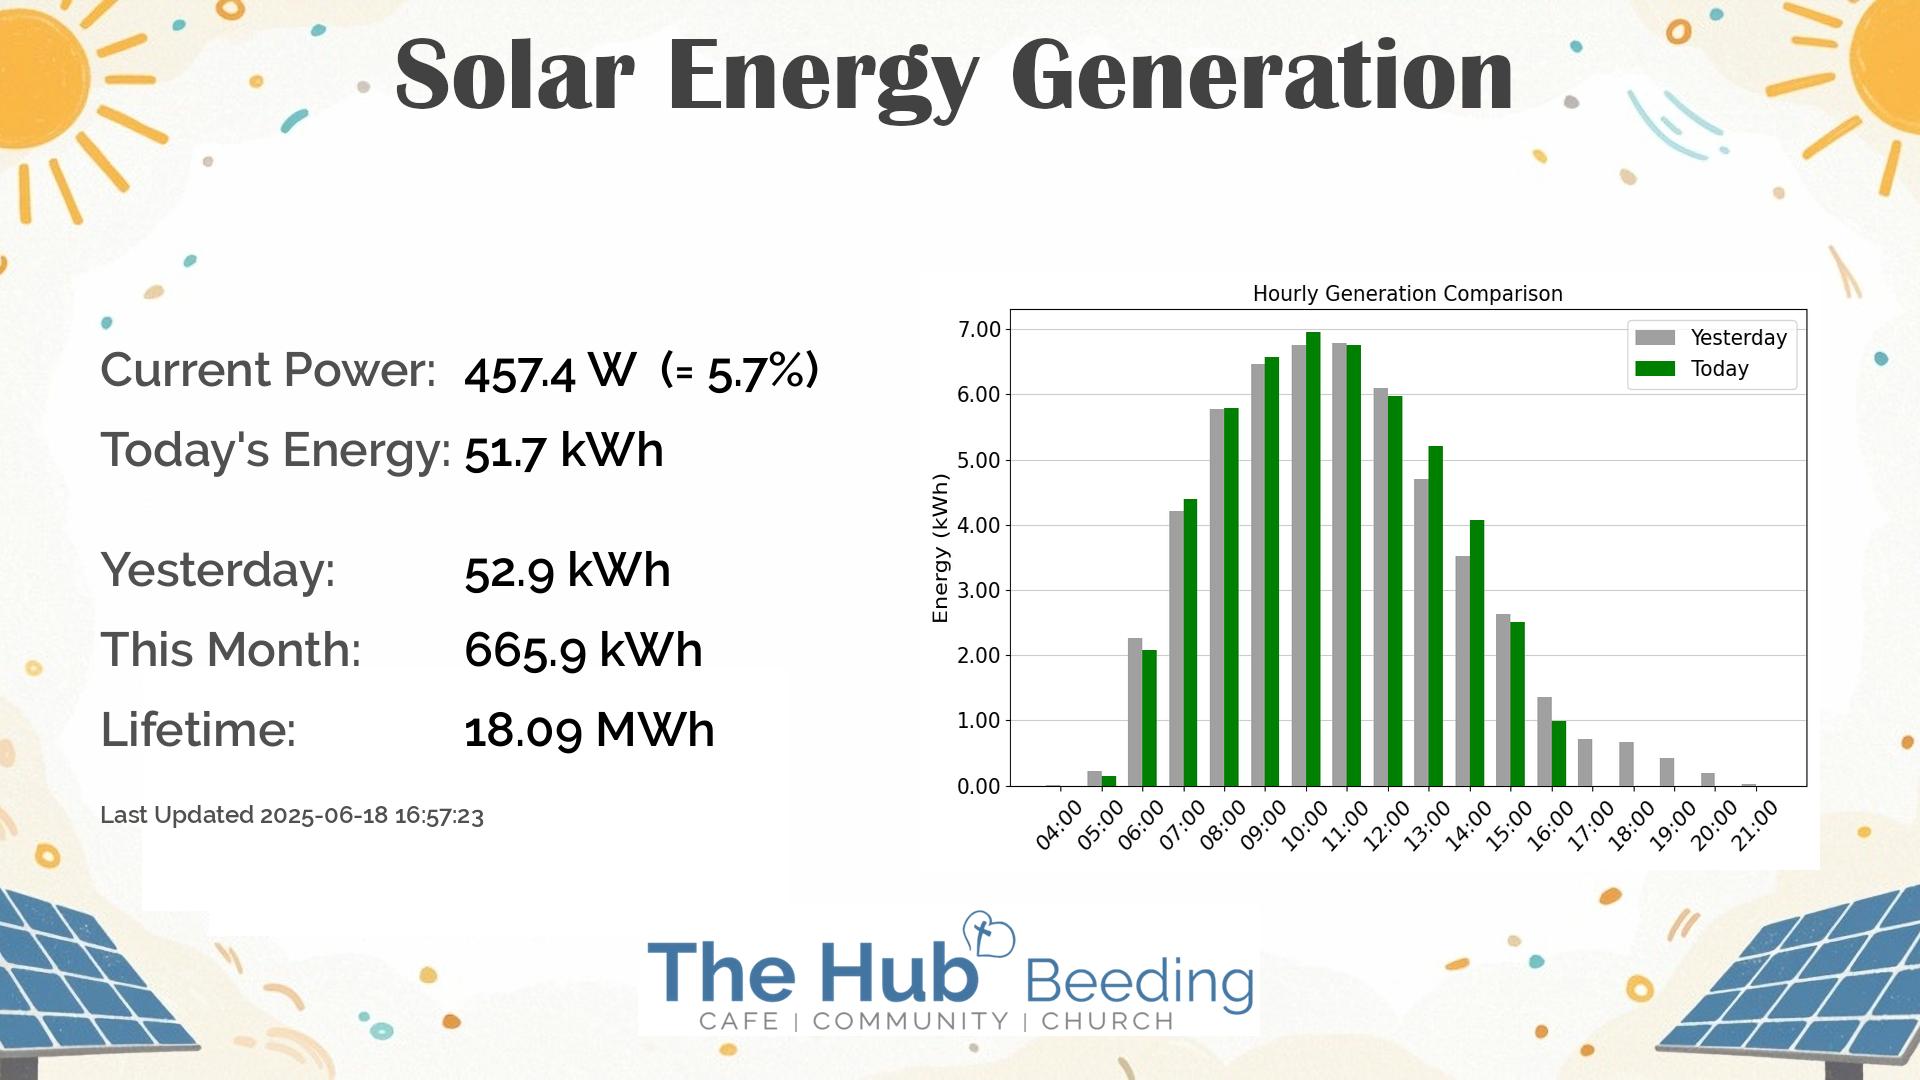 Solar Energy Generation
Current Power: 457.4 W (= 5.7%)
Today's Energy: 51.7 kWh
Yesterday: 52.9 kWh
This Month: 665.9 kWh
Lifetime: 18.09 MWh
Last Updated 2025-06-18 16:57:23
Hourly Generation Comparison
Yesterday
Today
Energy (kWh)
7.00
6.00
5.00
4.00
3.00
2.00
1.00
0.00
04:00 05:00 06:00 07:00 08:00 09:00 10:00 11:00 12:00 13:00 14:00 15:00 16:00 17:00 18:00 19:00 20:00 21:00
The Hub Beeding
CAFE | COMMUNITY | CHURCH